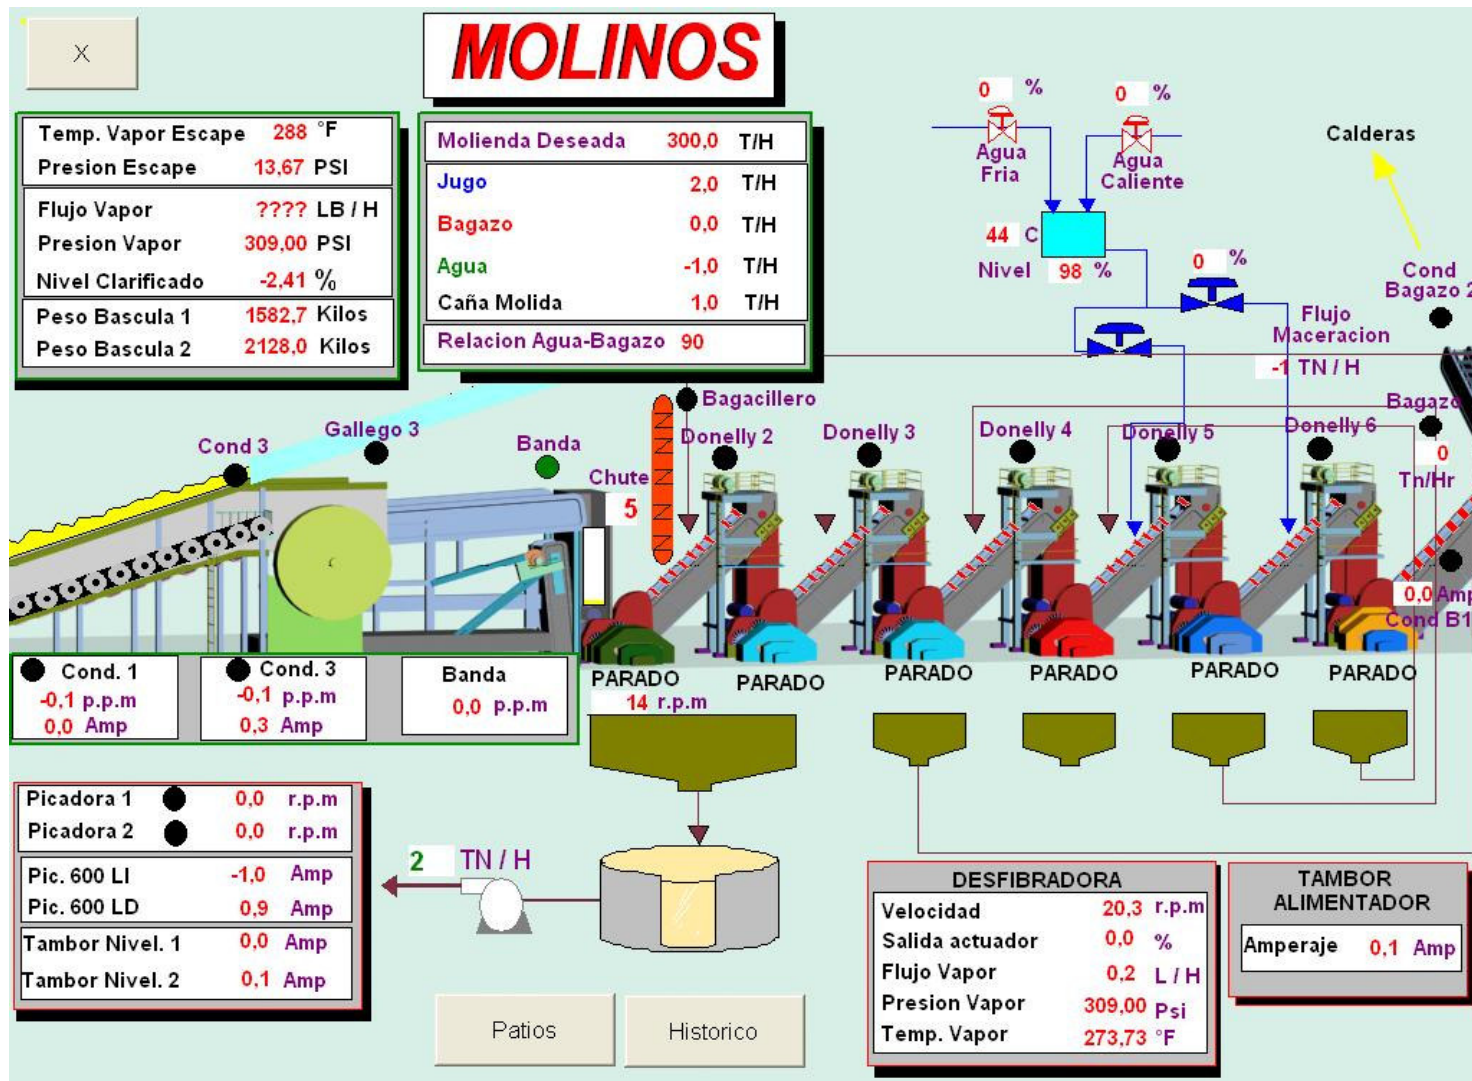 X
MOLINOS
Temp. Vapor Escape 288 °F
Presion Escape 13,67 PSI
Flujo Vapor ???? LB / H
Presion Vapor 309,00 PSI
Nivel Clarificado -2,41 %
Peso Bascula 1 1582,7 Kilos
Peso Bascula 2 2128,0 Kilos
Molienda Deseada 300,0 T/H
Jugo 2,0 T/H
Bagazo 0,0 T/H
Agua -1,0 T/H
Caña Molida 1,0 T/H
Relacion Agua-Bagazo 90
0 %
0 %
Agua
Fria
Agua
Caliente
Calderas
44 C
Nivel 98 %
0 %
Cond
Bagazo 2
Flujo
Maceracion
-1 TN / H
Bagacillero
Cond 3
Gallego 3
Banda
Chute
5
Donelly 2
Donelly 3
Donelly 4
Donelly 5
Donelly 6
Bagazo
0
Tn/Hr
0,0 Amp
Cond B1
PARADO
PARADO
PARADO
PARADO
PARADO
PARADO
14 r.p.m
Cond. 1
-0,1 p.p.m
0,0 Amp
Cond. 3
-0,1 p.p.m
0,3 Amp
Banda
0,0 p.p.m
Picadora 1 0,0 r.p.m
Picadora 2 0,0 r.p.m
Pic. 600 LI -1,0 Amp
Pic. 600 LD 0,9 Amp
Tambor Nivel. 1 0,0 Amp
Tambor Nivel. 2 0,1 Amp
2 TN / H
Patios
Historico
DESFIBRADORA
Velocidad 20,3 r.p.m
Salida actuador 0,0 %
Flujo Vapor 0,2 L / H
Presion Vapor 309,00 Psi
Temp. Vapor 273,73 °F
TAMBOR
ALIMENTADOR
Amperaje 0,1 Amp